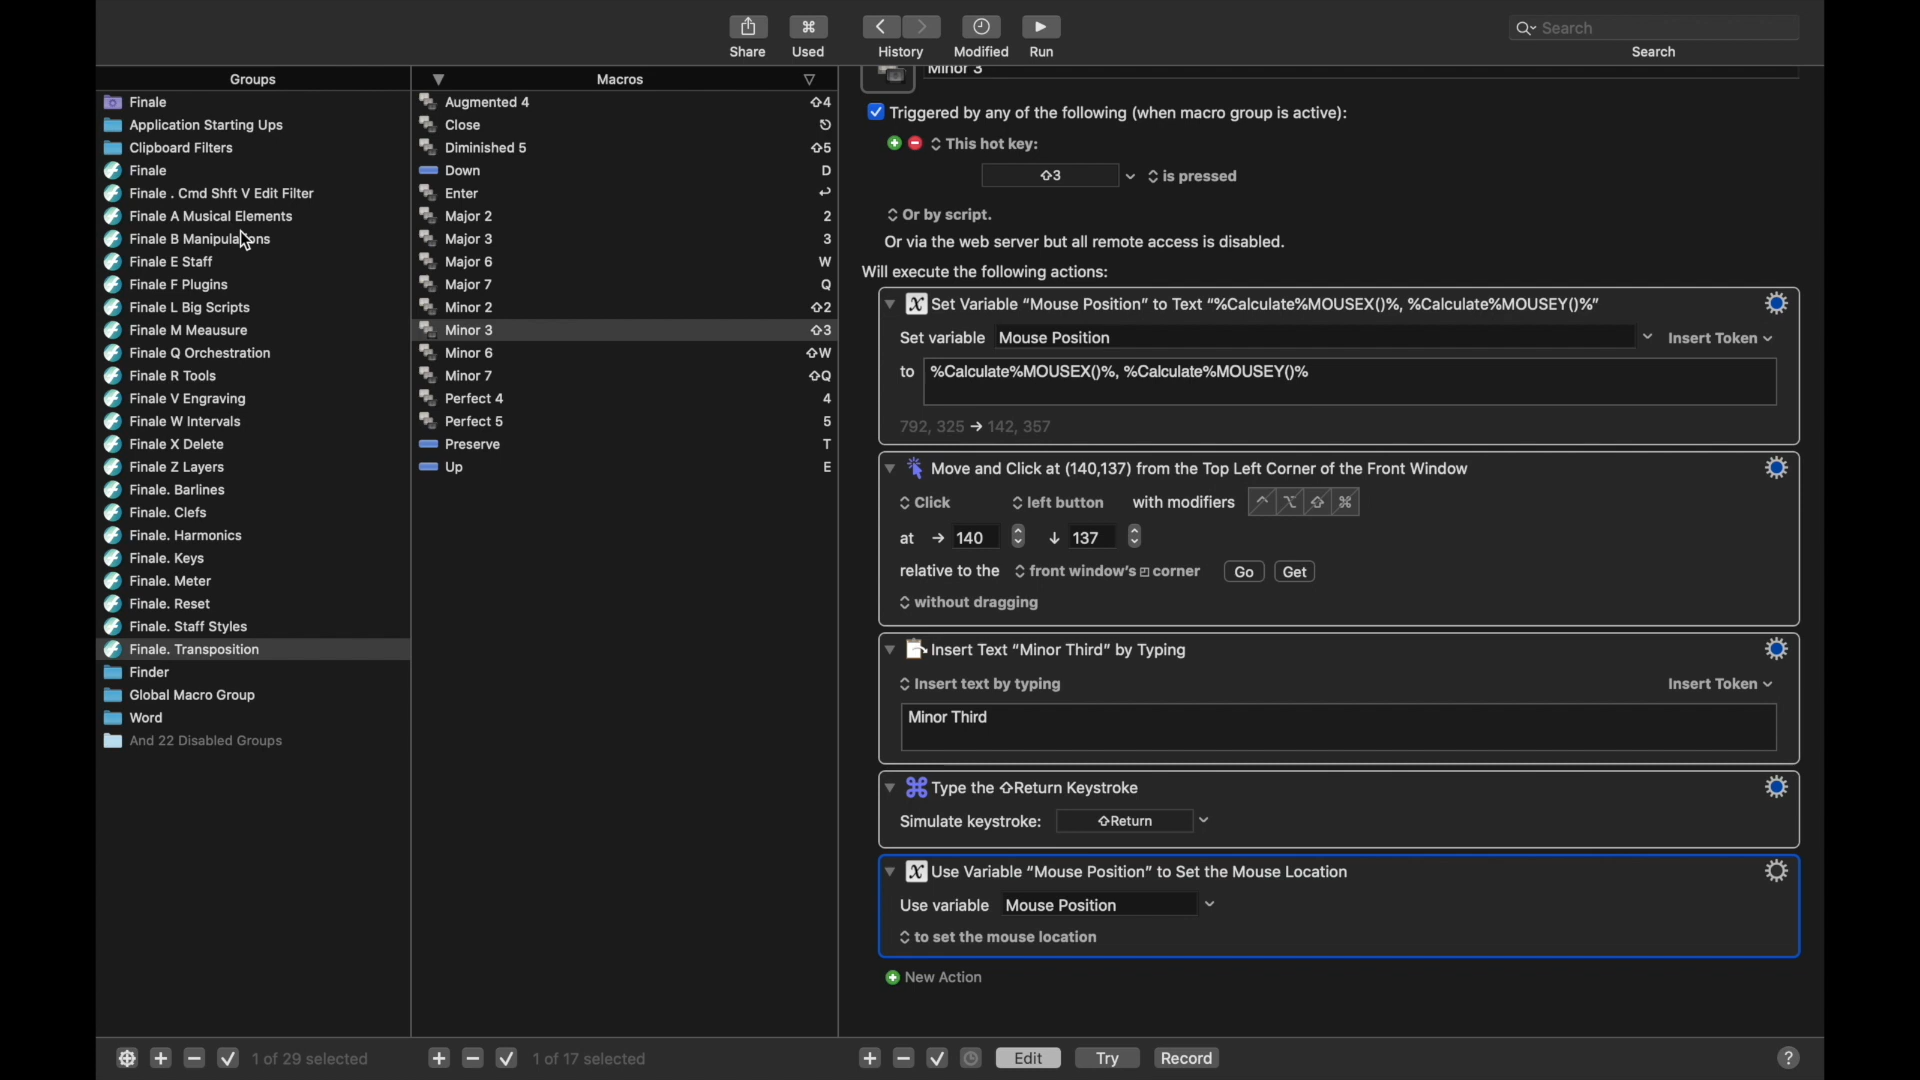 Share
Used
History
Modified
Run
Search
Search
Groups
Macros
Finale
Application Starting Ups
Clipboard Filters
Finale
Finale . Cmd Shft V Edit Filter
Finale A Musical Elements
Finale B Manipulations
Finale E Staff
Finale F Plugins
Finale L Big Scripts
Finale M Meausure
Finale Q Orchestration
Finale R Tools
Finale V Engraving
Finale W Intervals
Finale X Delete
Finale Z Layers
Finale. Barlines
Finale. Clefs
Finale. Harmonics
Finale. Keys
Finale. Meter
Finale. Reset
Finale. Staff Styles
Finale. Transposition
Finder
Global Macro Group
Word
And 22 Disabled Groups
1 of 29 selected
Augmented 4 ⇧4
Close
Diminished 5 ⇧5
Down D
Enter ↩
Major 2 2
Major 3 3
Major 6 W
Major 7 Q
Minor 2 ⇧2
Minor 3 ⇧3
Minor 6 ⇧W
Minor 7 ⇧Q
Perfect 4 4
Perfect 5 5
Preserve T
Up E
1 of 17 selected
Minor 3
Triggered by any of the following (when macro group is active):
This hot key:
⇧3 is pressed
Or by script.
Or via the web server but all remote access is disabled.
Will execute the following actions:
Set Variable “Mouse Position” to Text “%Calculate%MOUSEX()%, %Calculate%MOUSEY()%”
Set variable Mouse Position Insert Token
to %Calculate%MOUSEX()%, %Calculate%MOUSEY()%
792, 325 → 142, 357
Move and Click at (140,137) from the Top Left Corner of the Front Window
Click left button with modifiers ^ ⌥ ⇧ ⌘
at → 140 ↓ 137
relative to the front window’s corner Go Get
without dragging
Insert Text “Minor Third” by Typing
Insert text by typing Insert Token
Minor Third
Type the ⇧Return Keystroke
Simulate keystroke: ⇧Return
Use Variable “Mouse Position” to Set the Mouse Location
Use variable Mouse Position
to set the mouse location
New Action
Edit Try Record ?